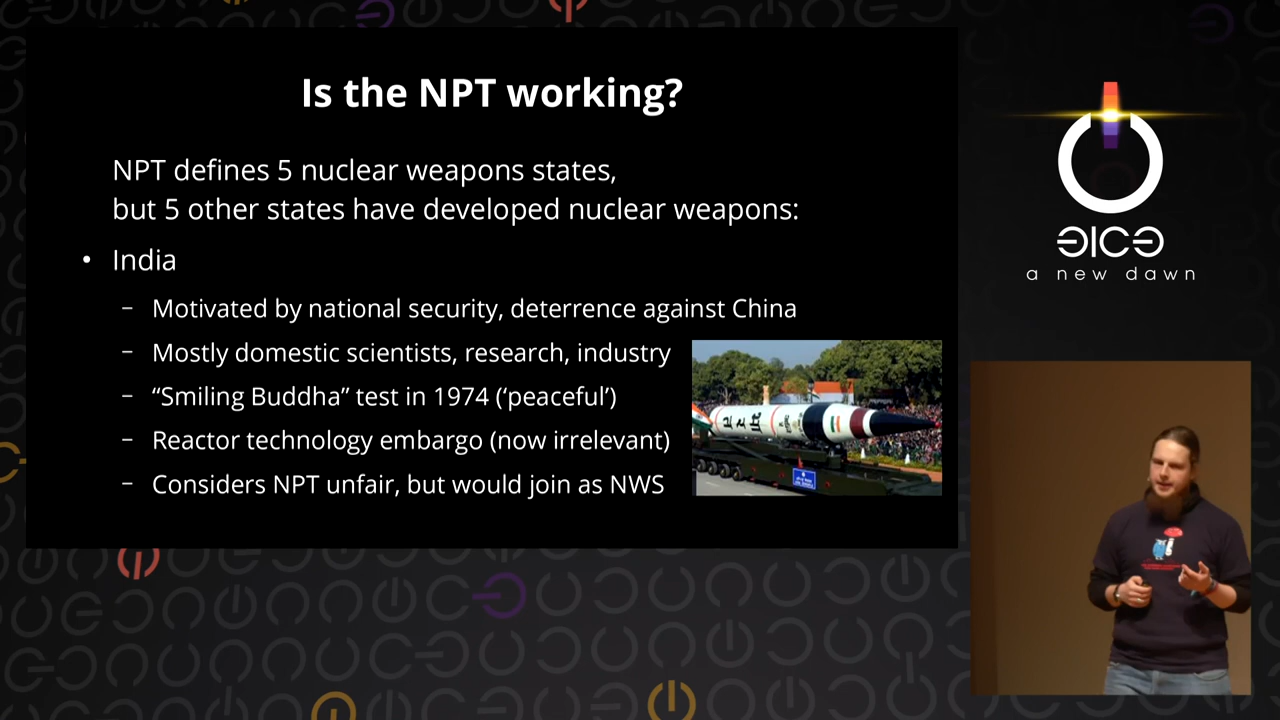 Is the NPT working?
NPT defines 5 nuclear weapons states,
but 5 other states have developed nuclear weapons:
• India
– Motivated by national security, deterrence against China
– Mostly domestic scientists, research, industry
– “Smiling Buddha” test in 1974 (‘peaceful’)
– Reactor technology embargo (now irrelevant)
– Considers NPT unfair, but would join as NWS
a new dawn